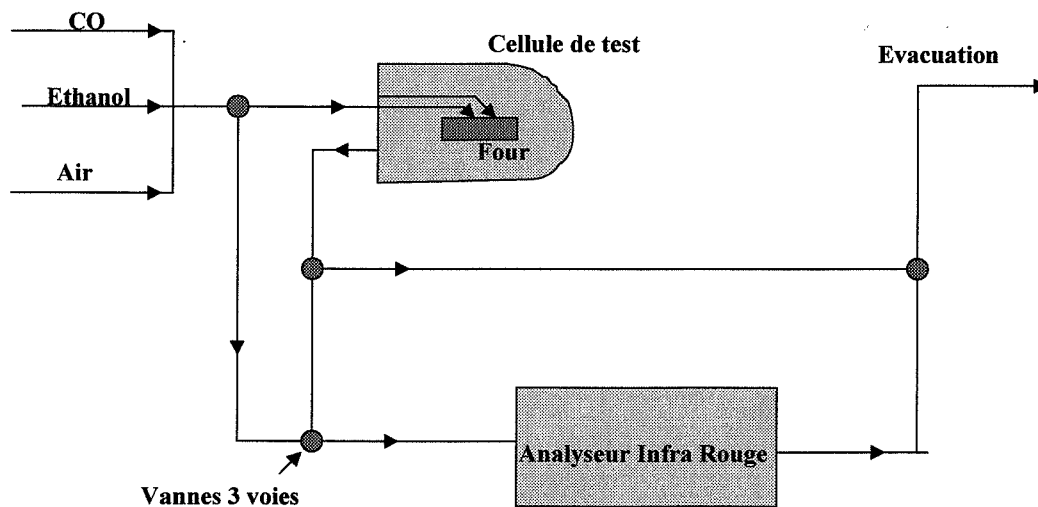 CO
Cellule de test
Evacuation
Ethanol
Four
Air
Analyseur Infra Rouge
Vannes 3 voies